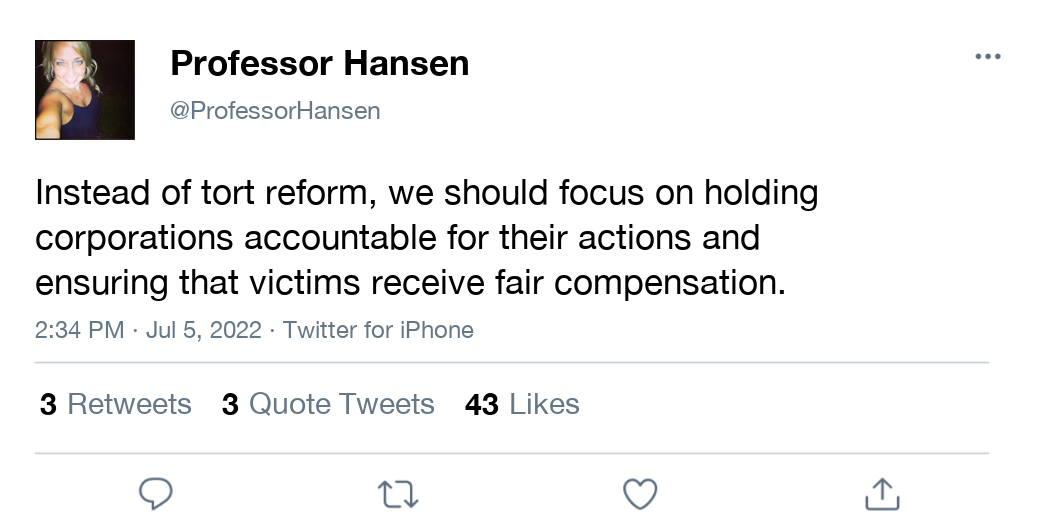 Professor Hansen
@ProfessorHansen
Instead of tort reform, we should focus on holding
corporations accountable for their actions and
ensuring that victims receive fair compensation.
2:34 PM · Jul 5, 2022 · Twitter for iPhone
3 Retweets 3 Quote Tweets 43 Likes